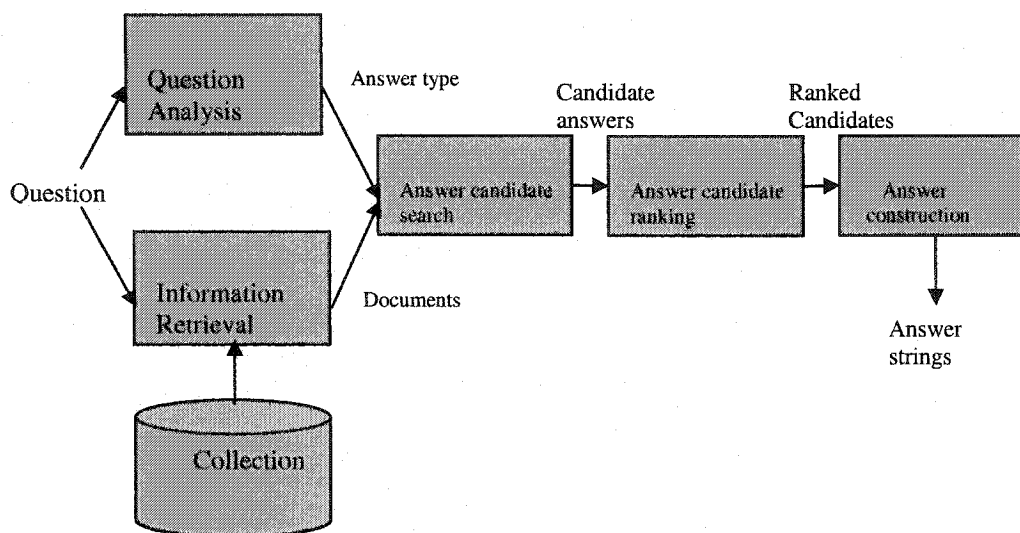 Question
Question
Analysis
Information
Retrieval
Collection
Answer type
Documents
Answer candidate
search
Candidate
answers
Answer candidate
ranking
Ranked
Candidates
Answer
construction
Answer
strings